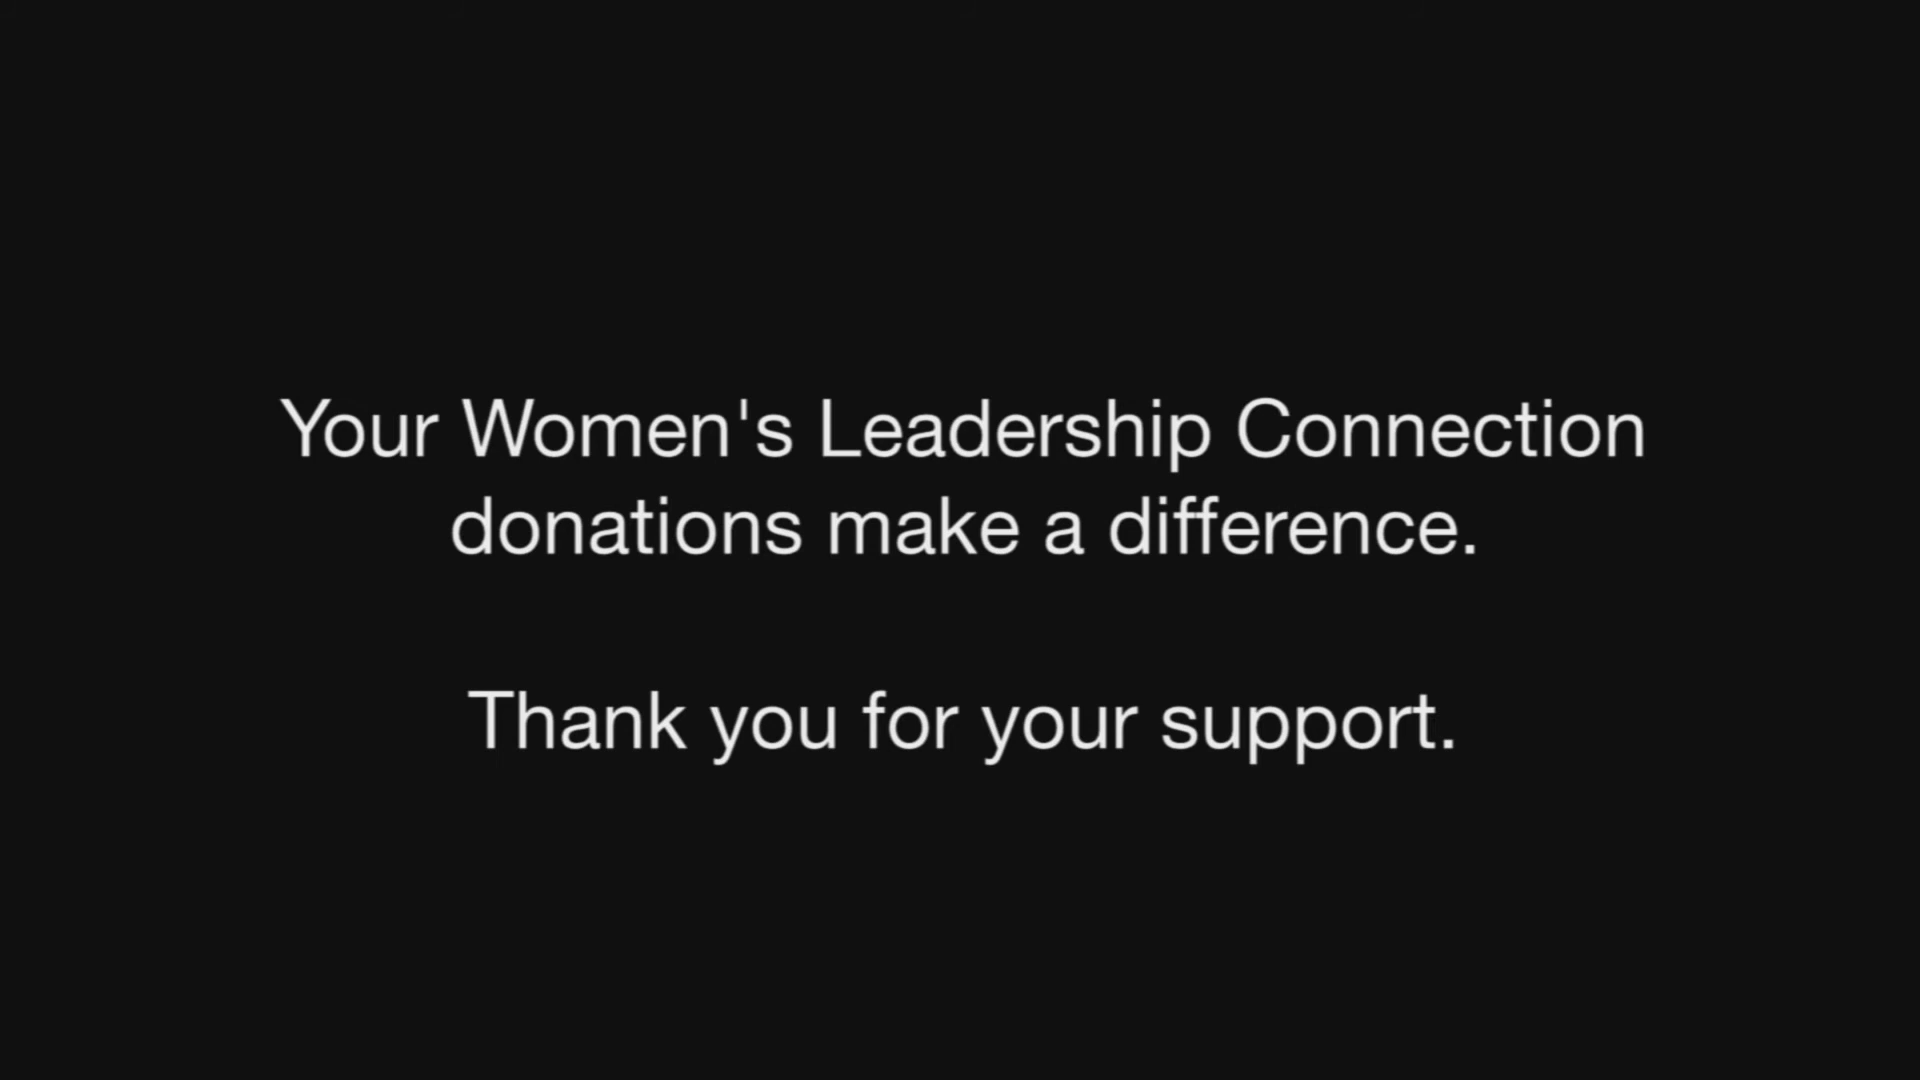 Your Women's Leadership Connection
donations make a difference.
Thank you for your support.